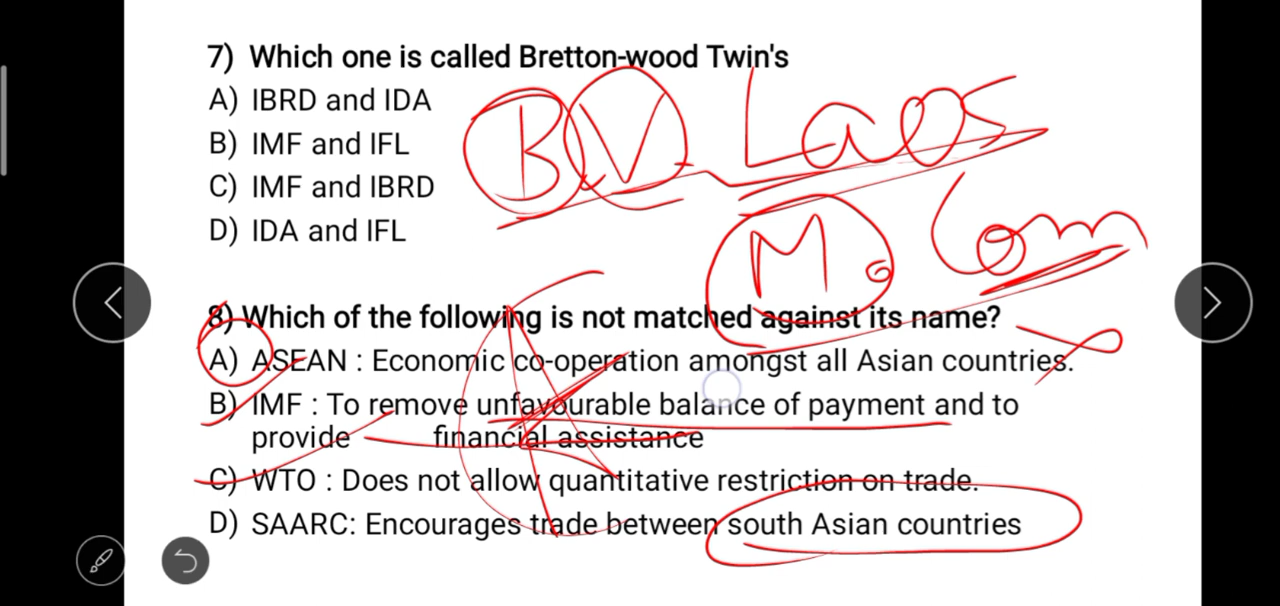 7) Which one is called Bretton-wood Twin's
A) IBRD and IDA
B) IMF and IFL
C) IMF and IBRD
D) IDA and IFL
B V. Laos
M. Com
8) Which of the following is not matched against its name?
A) ASEAN : Economic co-operation amongst all Asian countries.
B) IMF : To remove unfavourable balance of payment and to
provide financial assistance
C) WTO : Does not allow quantitative restriction on trade.
D) SAARC: Encourages trade between south Asian countries